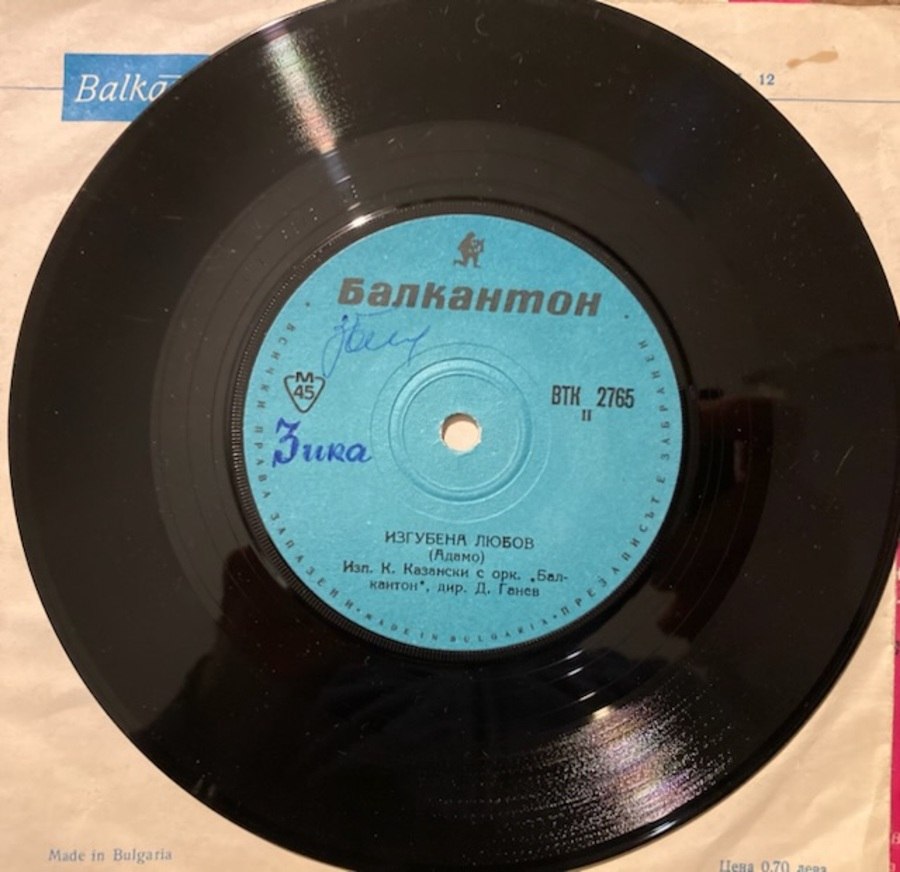 Balka
12
Балкантон
М
45
ВТК 2765
II
Зика
ИЗГУБЕНА ЛЮБОВ
(Адамо)
Изп. К. Казански с орк. „Бал-
кантон“, дир. Д. Ганев
ВСИЧКИ ПРАВА ЗАПАЗЕНИ · MADE IN BULGARIA · ПРЕЗАПИСЪТ Е ЗАБРАНЕН
Made in Bulgaria
Цена 0,70 лева